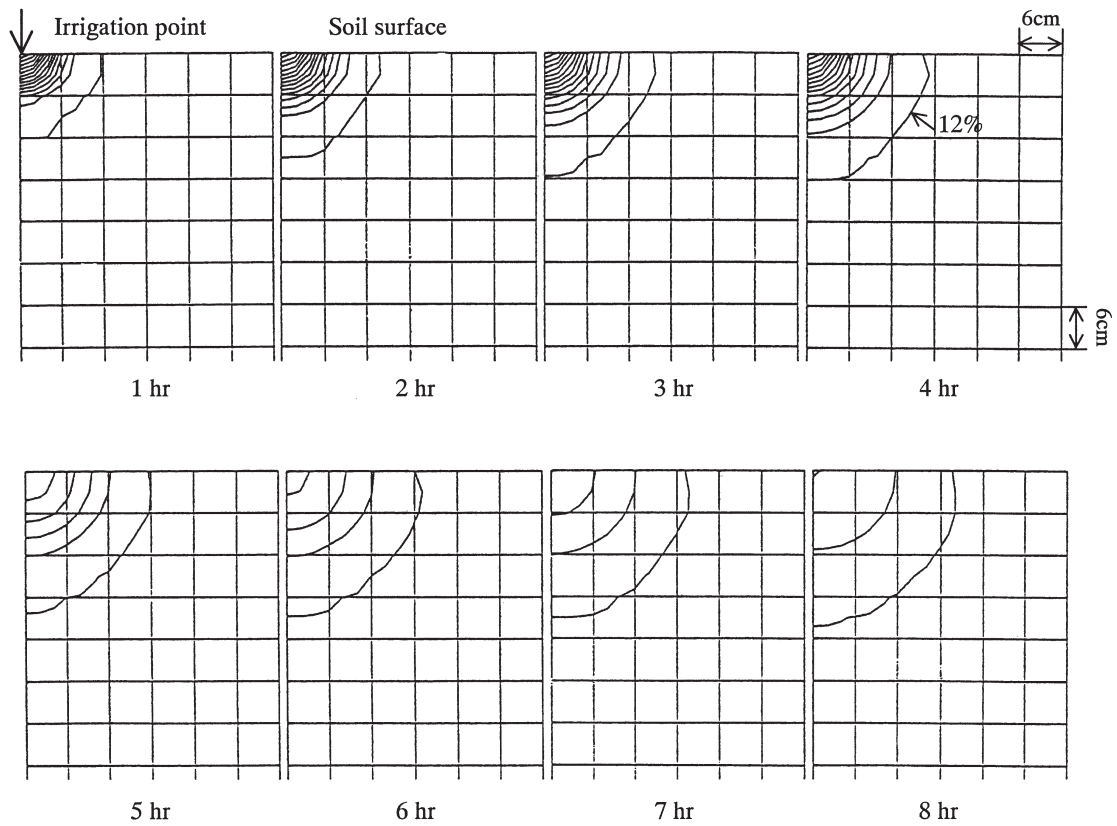 Irrigation point
Soil surface
6cm
12%
6cm
1 hr
2 hr
3 hr
4 hr
5 hr
6 hr
7 hr
8 hr